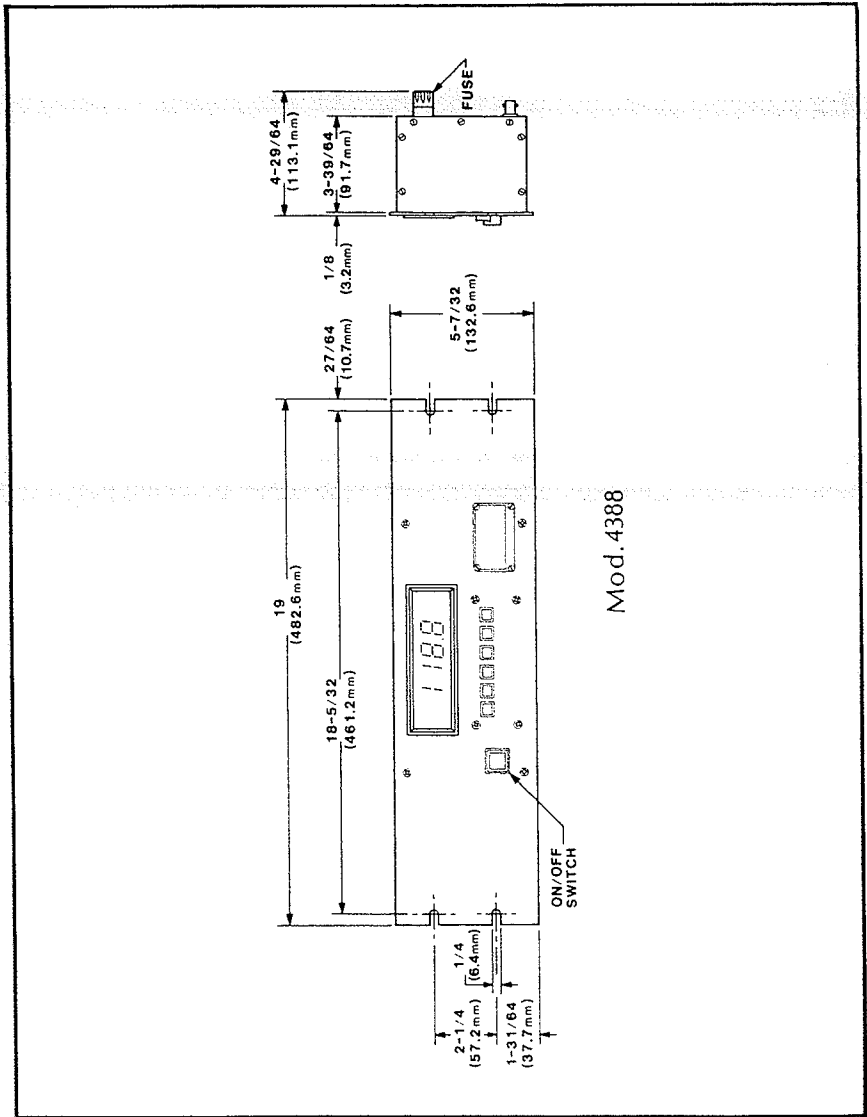 19
(482.6mm)
18-5/32
(461.2mm)
27/64
(10.7mm)
1/8
(3.2mm)
4-29/64
(113.1mm)
3-39/64
(91.7mm)
FUSE
5-7/32
(132.6mm)
1188
2-1/4
(57.2mm)
1/4
(6.4mm)
1-31/64
(37.7mm)
ON/OFF
SWITCH
Mod. 4388